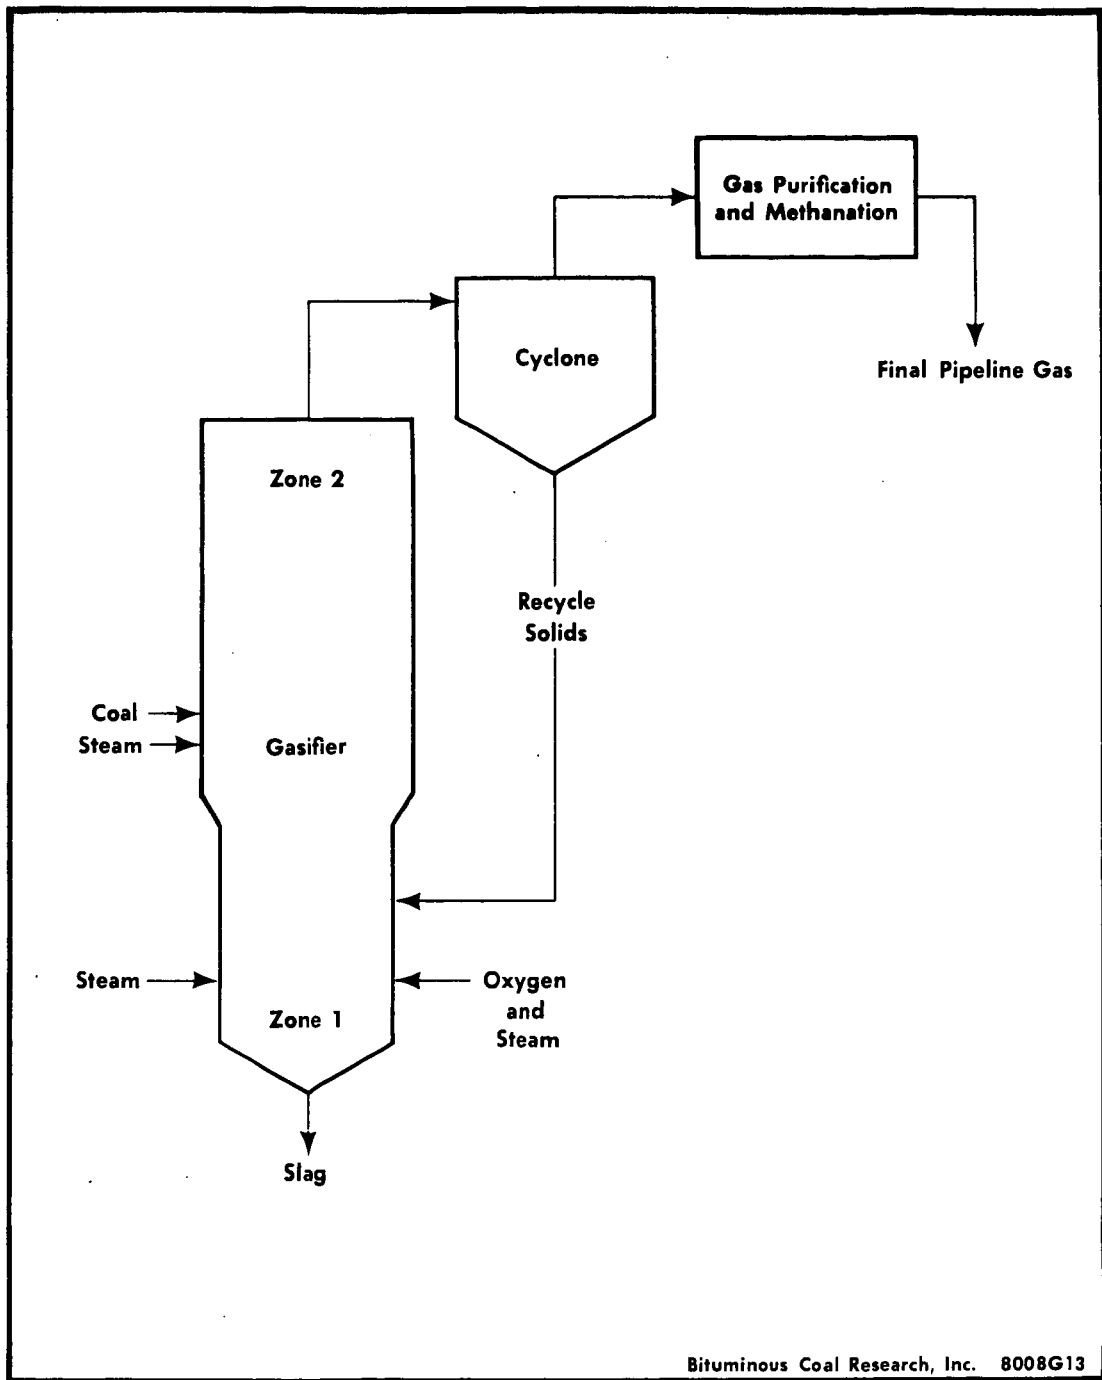 Gas Purification
and Methanation
Cyclone
Final Pipeline Gas
Zone 2
Recycle
Solids
Coal
Steam
Gasifier
Steam
Oxygen
and
Steam
Zone 1
Slag
Bituminous Coal Research, Inc. 8008G13